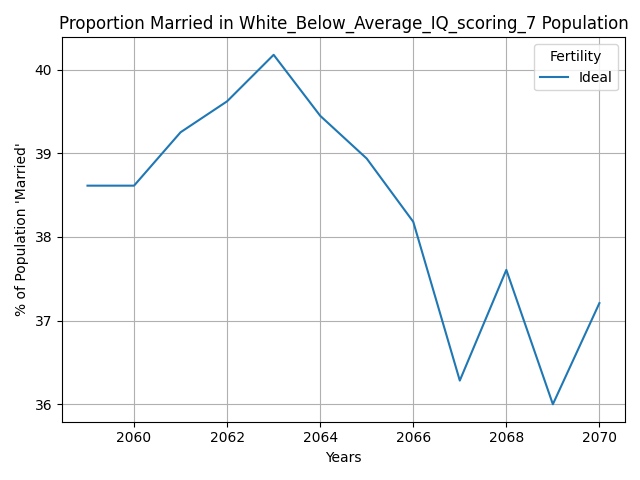 Proportion Married in White_Below_Average_IQ_scoring_7 Population
Fertility
Ideal
% of Population 'Married'
40
39
38
37
36
2060
2062
2064
2066
2068
2070
Years